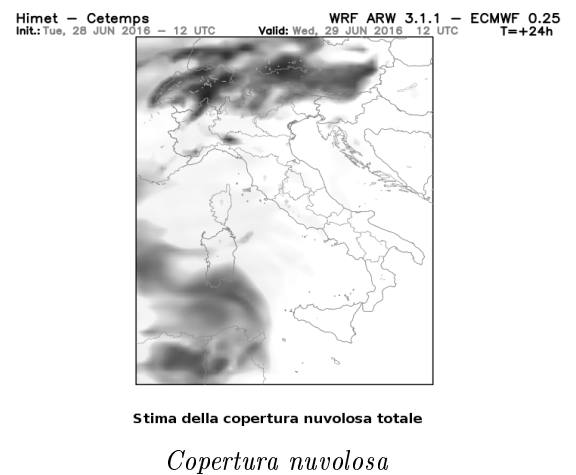 Himet – Cetemps WRF ARW 3.1.1 – ECMWF 0.25
Init.: Tue, 28 JUN 2016 – 12 UTC Valid: Wed, 29 JUN 2016 12 UTC T=+24h
Stima della copertura nuvolosa totale
Copertura nuvolosa